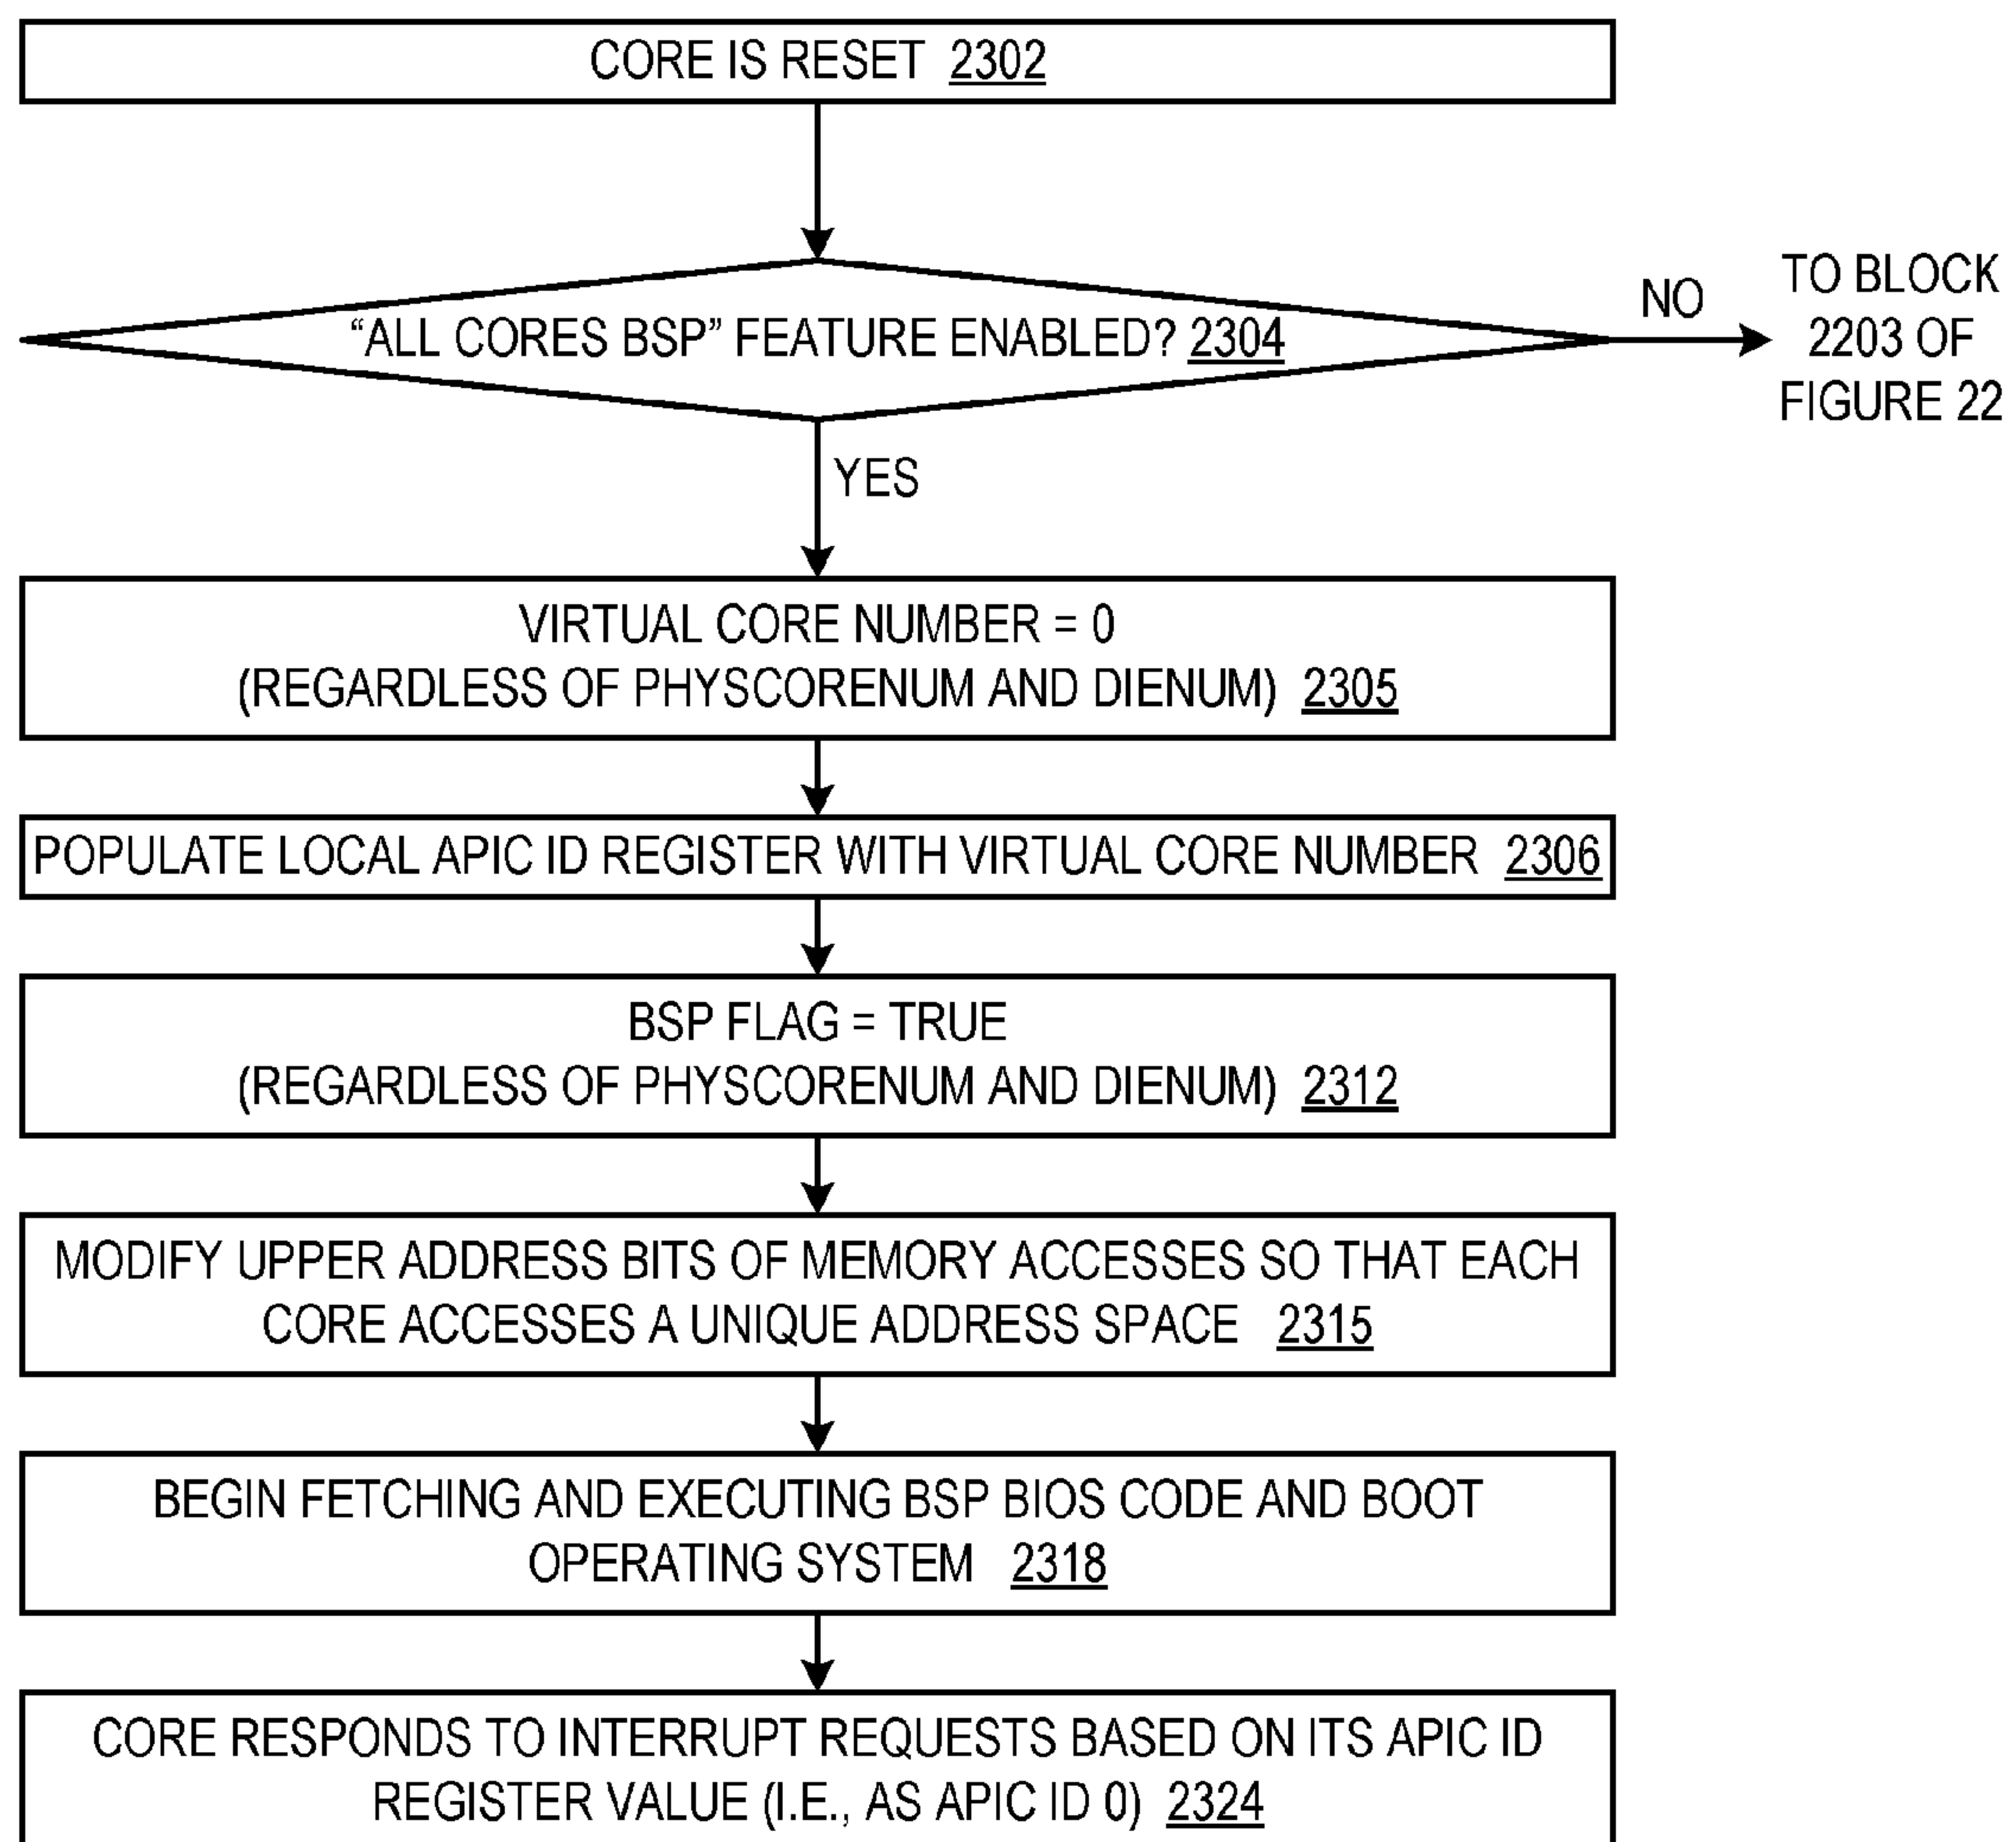 CORE IS RESET 2302
"ALL CORES BSP" FEATURE ENABLED? 2304
NO
TO BLOCK
2203 OF
FIGURE 22
YES
VIRTUAL CORE NUMBER = 0
(REGARDLESS OF PHYSCORENUM AND DIENUM) 2305
POPULATE LOCAL APIC ID REGISTER WITH VIRTUAL CORE NUMBER 2306
BSP FLAG = TRUE
(REGARDLESS OF PHYSCORENUM AND DIENUM) 2312
MODIFY UPPER ADDRESS BITS OF MEMORY ACCESSES SO THAT EACH
CORE ACCESSES A UNIQUE ADDRESS SPACE 2315
BEGIN FETCHING AND EXECUTING BSP BIOS CODE AND BOOT
OPERATING SYSTEM 2318
CORE RESPONDS TO INTERRUPT REQUESTS BASED ON ITS APIC ID
REGISTER VALUE (I.E., AS APIC ID 0) 2324